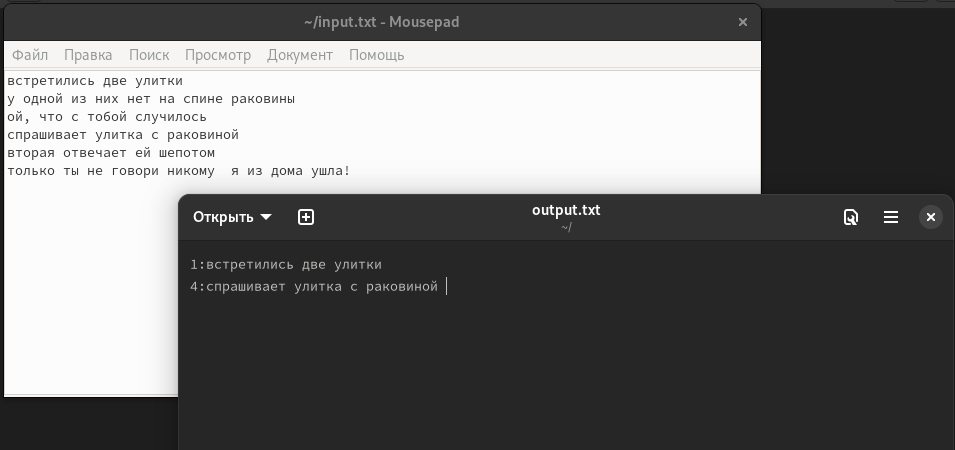 ~/input.txt - Mousepad
Файл Правка Поиск Просмотр Документ Помощь
встретились две улитки
у одной из них нет на спине раковины
ой, что с тобой случилось
спрашивает улитка с раковиной
вторая отвечает ей шепотом
только ты не говори никому  я из дома ушла!
Открыть
output.txt
~/
1:встретились две улитки
4:спрашивает улитка с раковиной